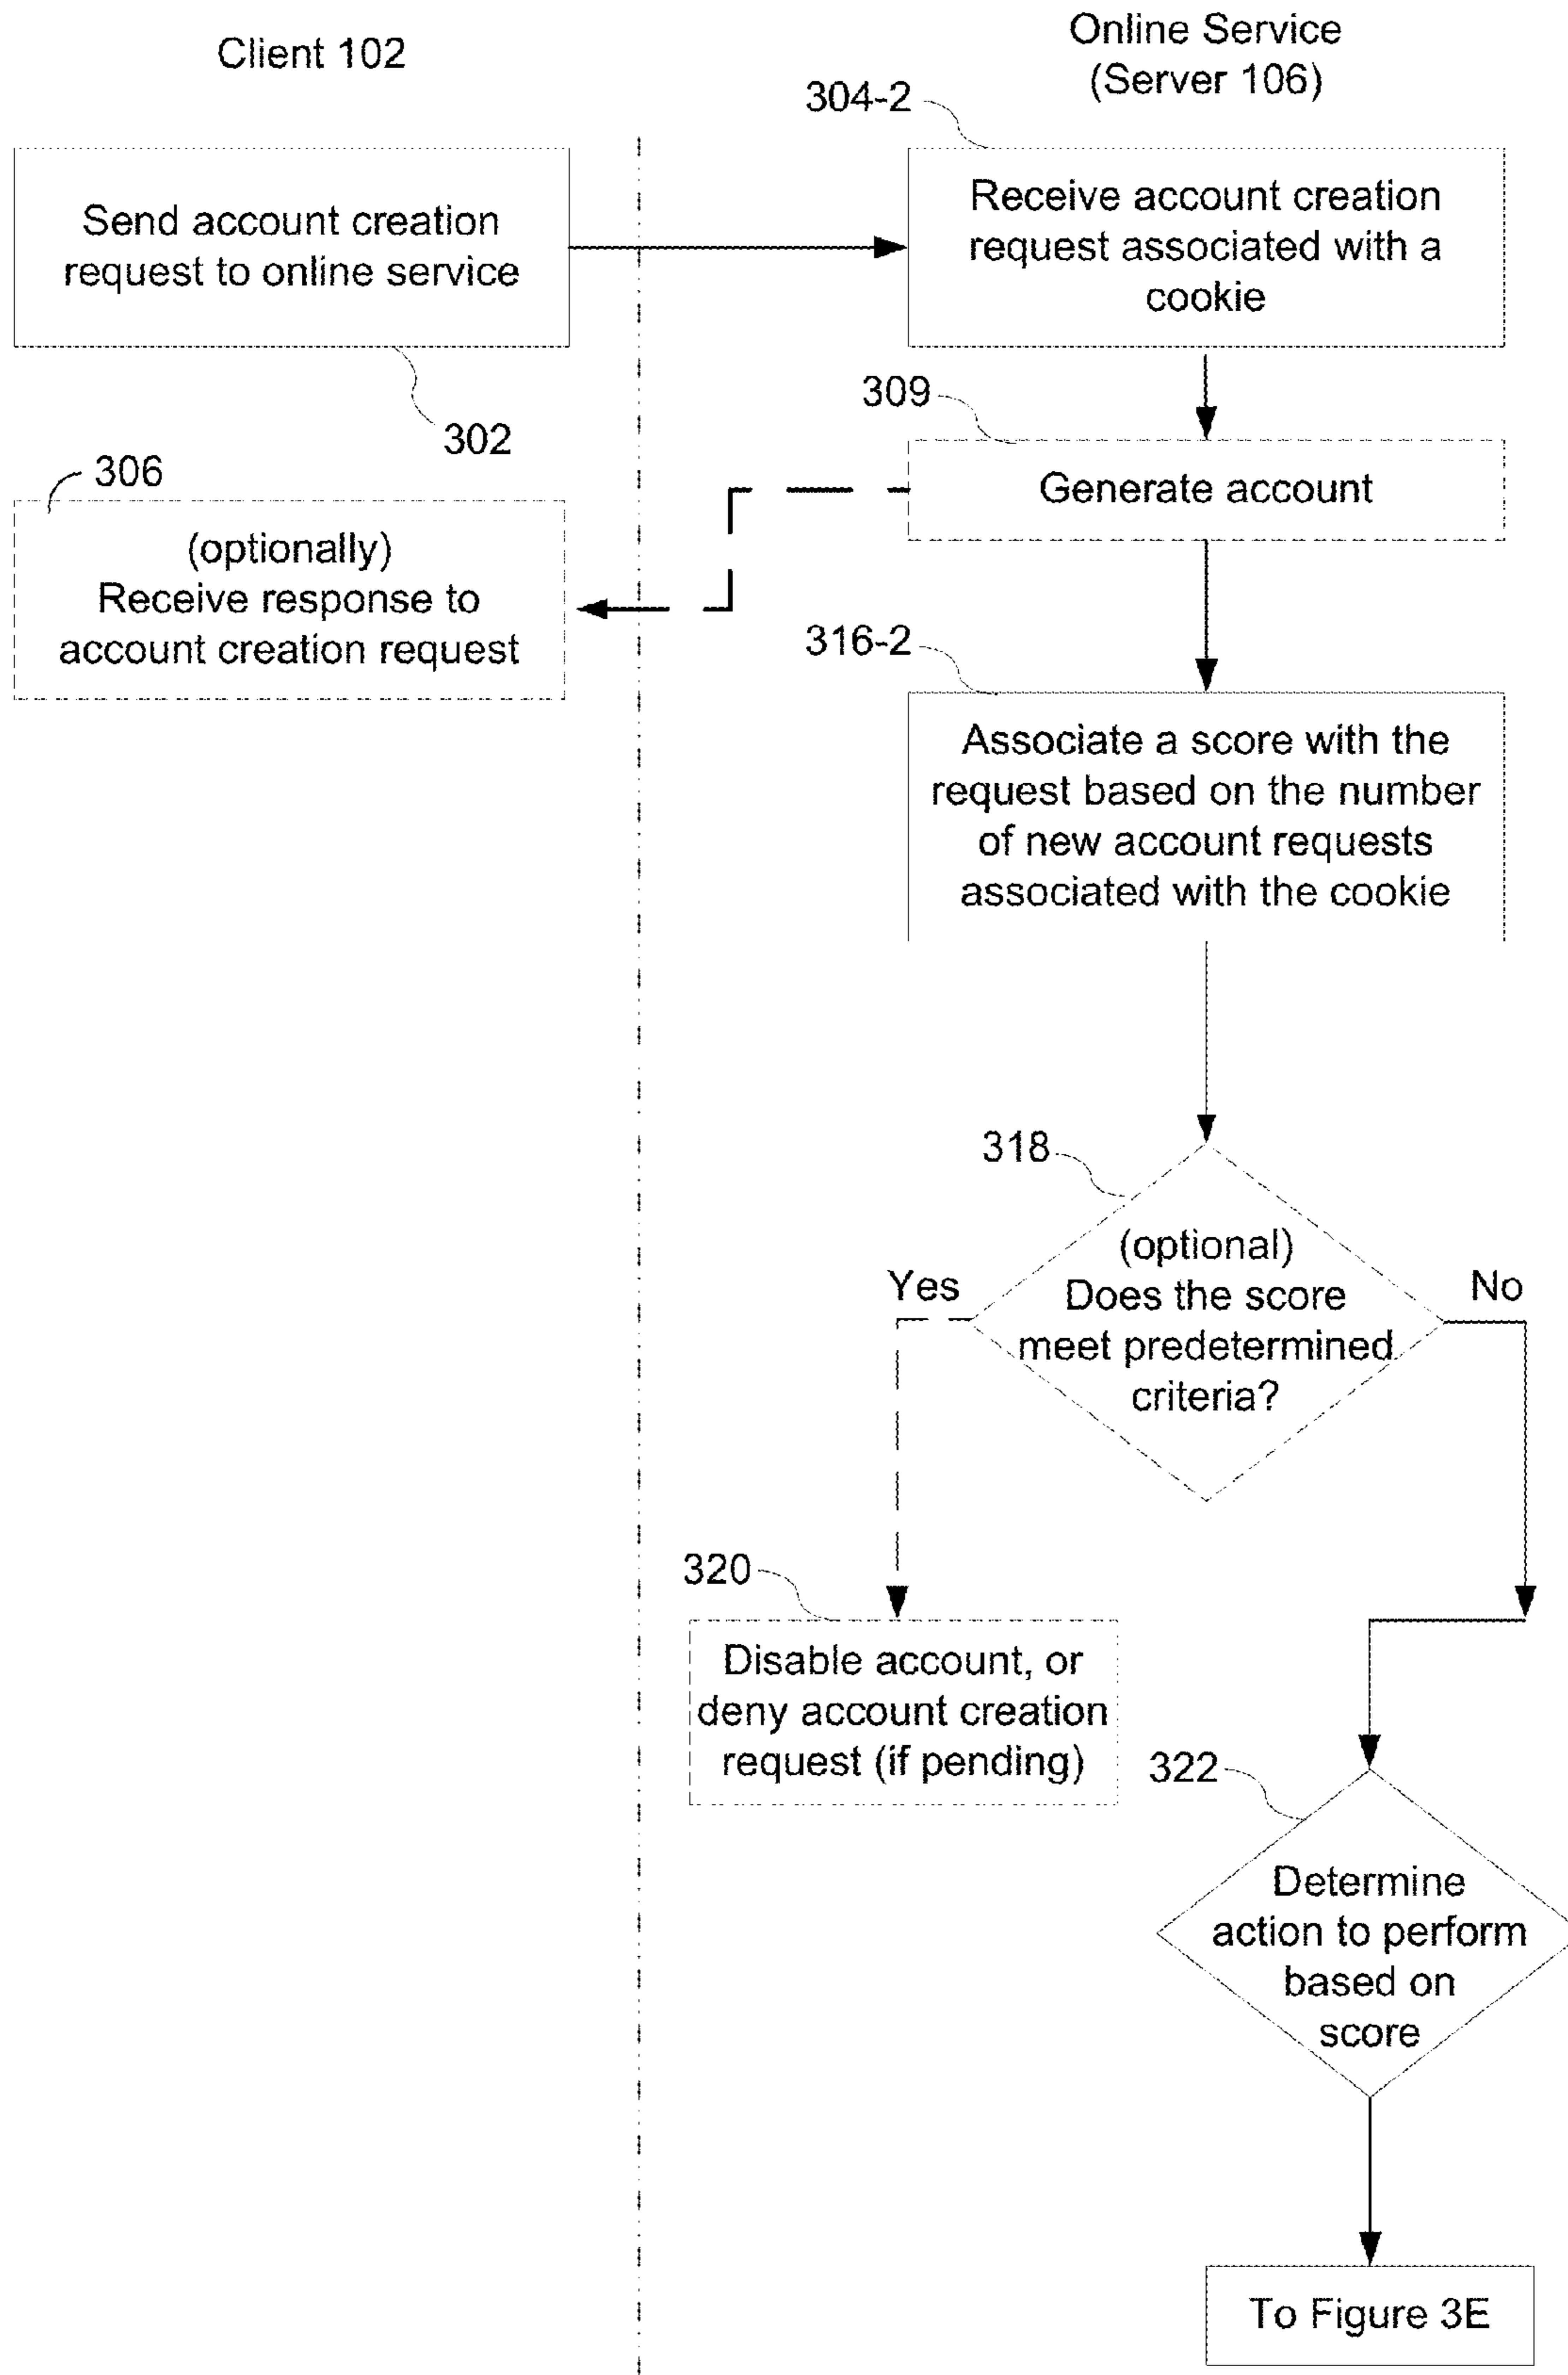 Client 102
Online Service
(Server 106)
304-2
Send account creation
request to online service
302
Receive account creation
request associated with a
cookie
309
Generate account
306
(optionally)
Receive response to
account creation request
316-2
Associate a score with the
request based on the number
of new account requests
associated with the cookie
318
(optional)
Does the score
meet predetermined
criteria?
Yes
No
320
Disable account, or
deny account creation
request (if pending)
322
Determine
action to perform
based on
score
To Figure 3E